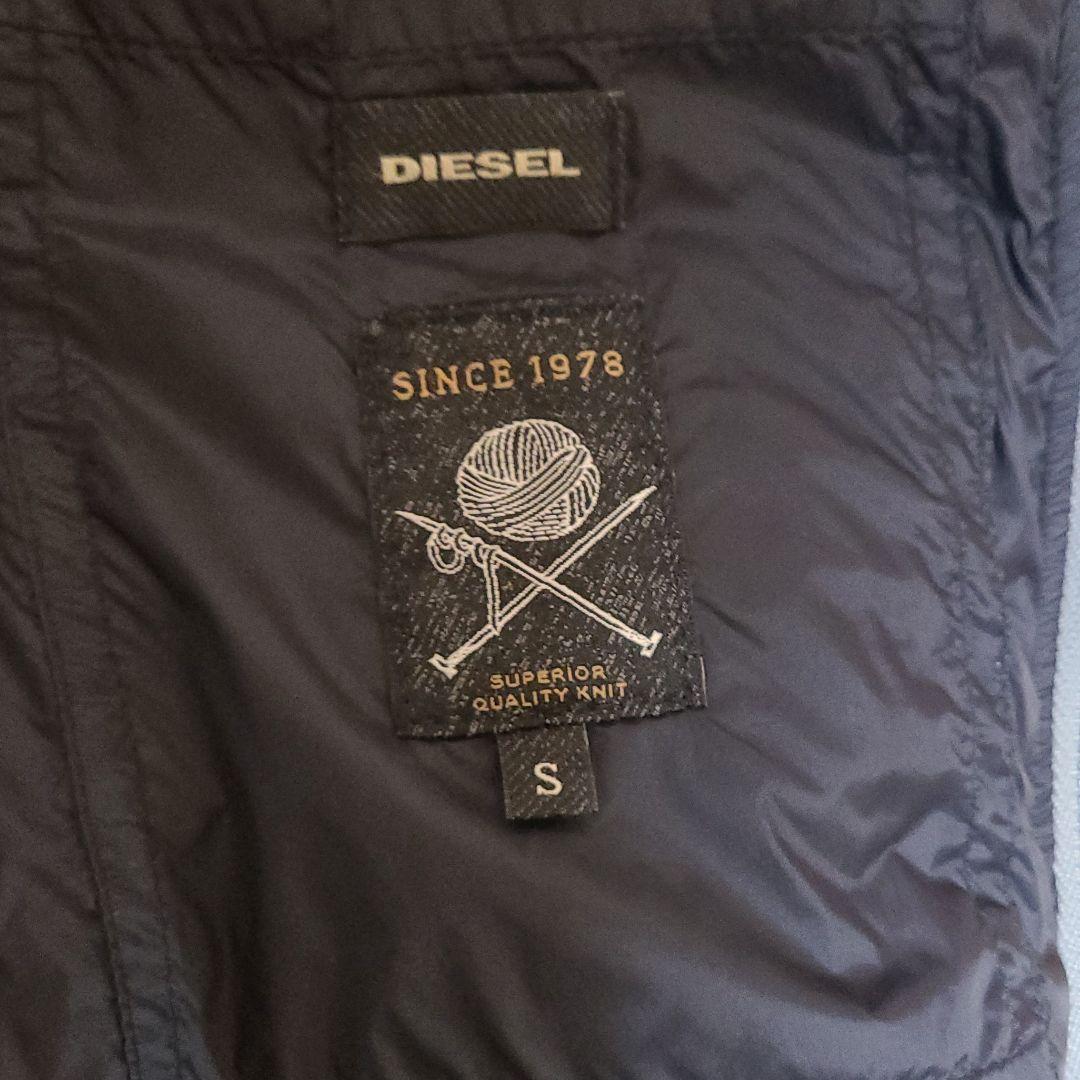 DIESEL
SINCE 1978
SUPERIOR
QUALITY KNIT
S